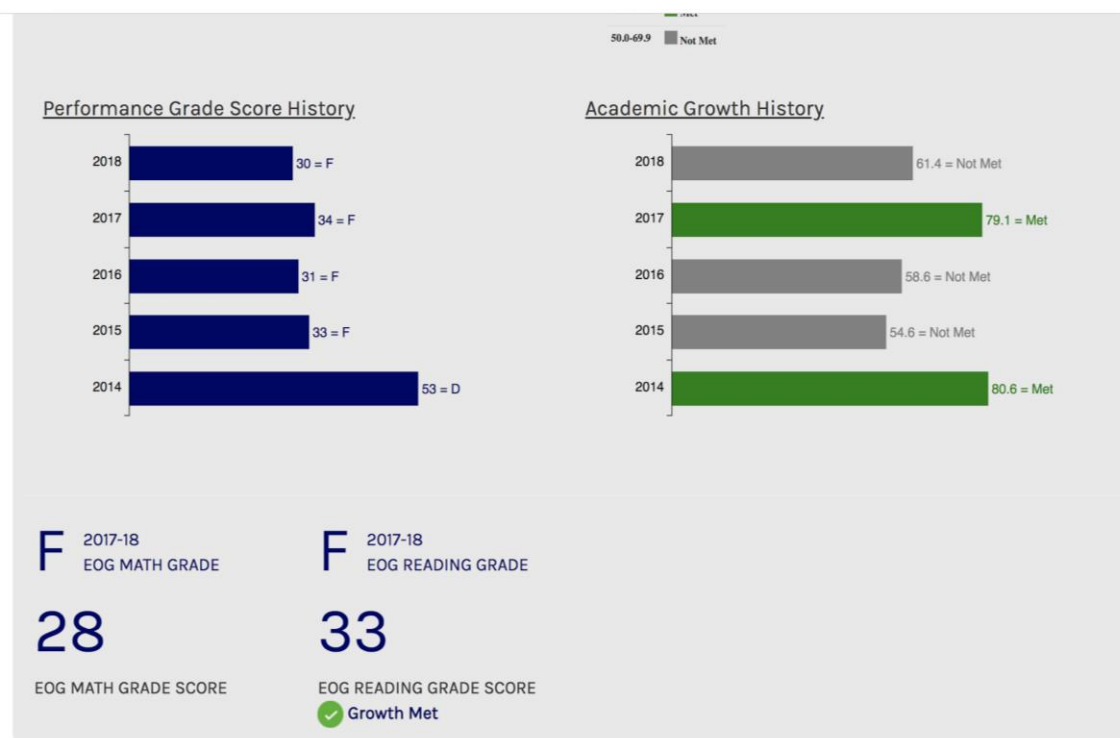 Met
50.0-69.9 Not Met
Performance Grade Score History
2018 30 = F
2017 34 = F
2016 31 = F
2015 33 = F
2014 53 = D
Academic Growth History
2018 61.4 = Not Met
2017 79.1 = Met
2016 58.6 = Not Met
2015 54.6 = Not Met
2014 80.6 = Met
F 2017-18
EOG MATH GRADE
28
EOG MATH GRADE SCORE
F 2017-18
EOG READING GRADE
33
EOG READING GRADE SCORE
Growth Met